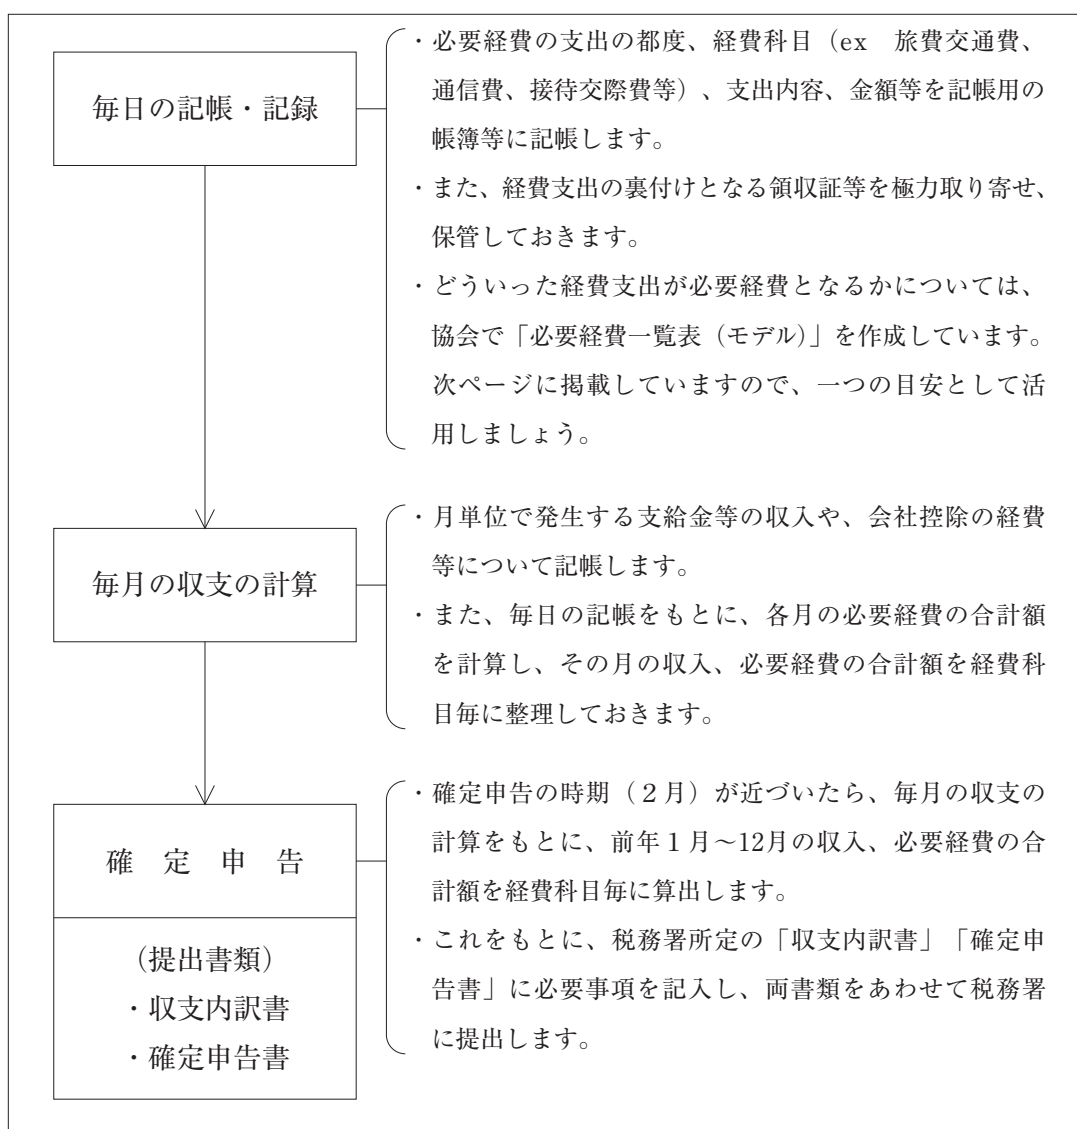 毎日の記帳・記録
・必要経費の支出の都度、経費科目（ex　旅費交通費、
通信費、接待交際費等）、支出内容、金額等を記帳用の
帳簿等に記帳します。
・また、経費支出の裏付けとなる領収証等を極力取り寄せ、
保管しておきます。
・どういった経費支出が必要経費となるかについては、
協会で「必要経費一覧表（モデル）」を作成しています。
次ページに掲載していますので、一つの目安として活
用しましょう。
毎月の収支の計算
・月単位で発生する支給金等の収入や、会社控除の経費
等について記帳します。
・また、毎日の記帳をもとに、各月の必要経費の合計額
を計算し、その月の収入、必要経費の合計額を経費科
目毎に整理しておきます。
確　定　申　告
（提出書類）
・収支内訳書
・確定申告書
・確定申告の時期（２月）が近づいたら、毎月の収支の
計算をもとに、前年１月～12月の収入、必要経費の合
計額を経費科目毎に算出します。
・これをもとに、税務署所定の「収支内訳書」「確定申
告書」に必要事項を記入し、両書類をあわせて税務署
に提出します。